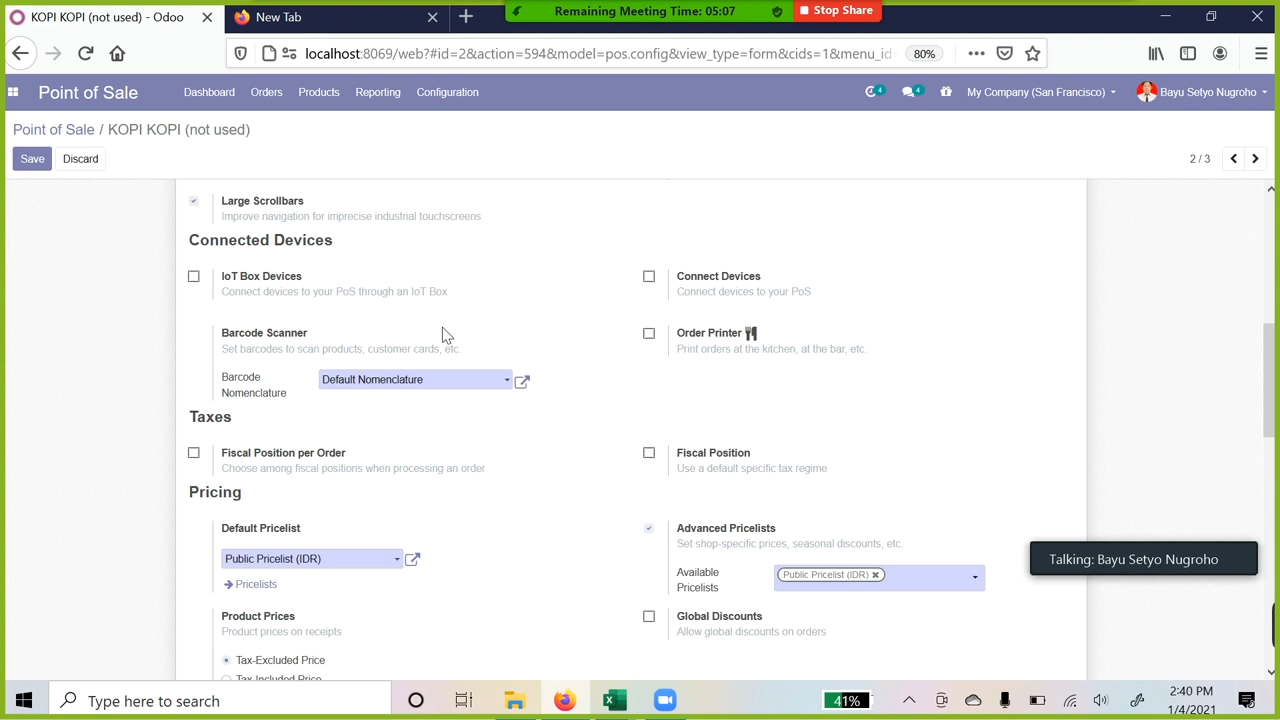 KOPI KOPI (not used) - Odoo
New Tab
Remaining Meeting Time: 05:07
Stop Share
localhost:8069/web?#id=2&action=594&model=pos.config&view_type=form&cids=1&menu_id
80%
Point of Sale
Dashboard
Orders
Products
Reporting
Configuration
4
4
My Company (San Francisco)
Bayu Setyo Nugroho
Point of Sale / KOPI KOPI (not used)
Save
Discard
2 / 3
Large Scrollbars
Improve navigation for imprecise industrial touchscreens
Connected Devices
IoT Box Devices
Connect devices to your PoS through an IoT Box
Connect Devices
Connect devices to your PoS
Barcode Scanner
Set barcodes to scan products, customer cards, etc.
Order Printer
Print orders at the kitchen, at the bar, etc.
Barcode
Nomenclature
Default Nomenclature
Taxes
Fiscal Position per Order
Choose among fiscal positions when processing an order
Fiscal Position
Use a default specific tax regime
Pricing
Default Pricelist
Public Pricelist (IDR)
Pricelists
Advanced Pricelists
Set shop-specific prices, seasonal discounts, etc.
Available
Pricelists
Public Pricelist (IDR)
Talking: Bayu Setyo Nugroho
Product Prices
Product prices on receipts
Global Discounts
Allow global discounts on orders
Tax-Excluded Price
Tax-Included Price
Type here to search
41%
2:40 PM
1/4/2021